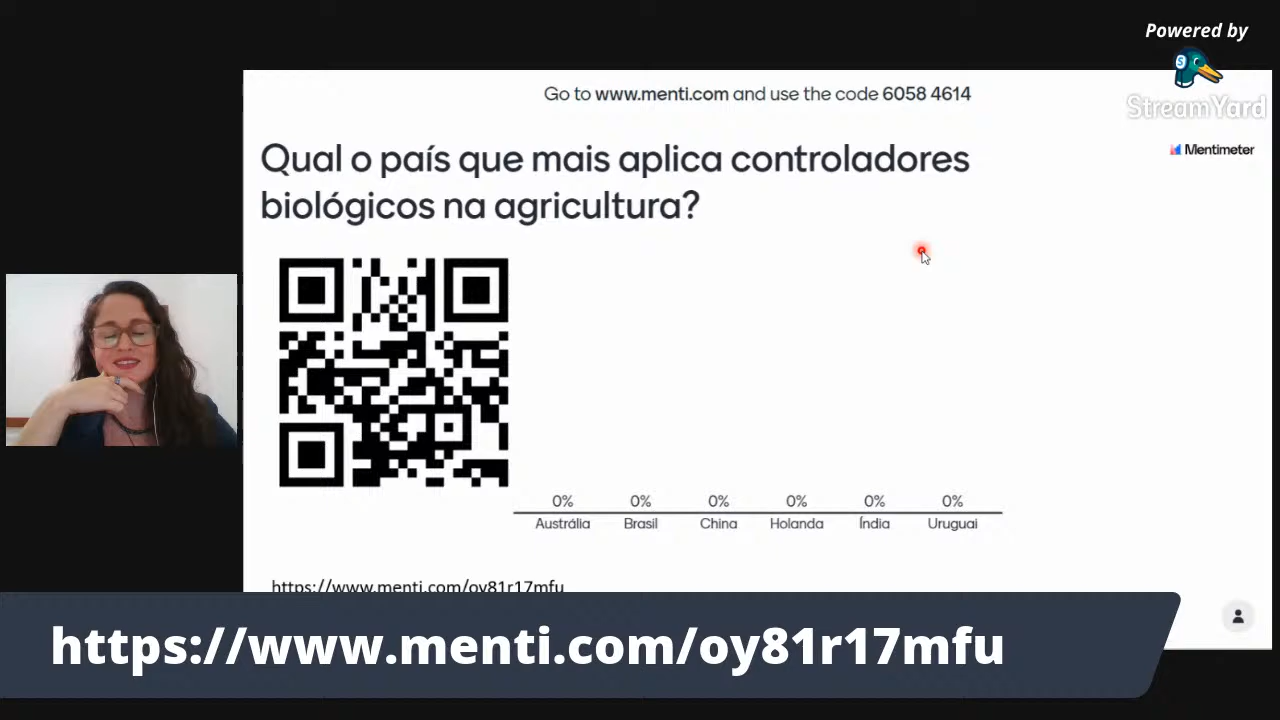 Powered by
StreamYard
Go to www.menti.com and use the code 6058 4614
Mentimeter
Qual o país que mais aplica controladores
biológicos na agricultura?
0% 0% 0% 0% 0% 0%
Austrália Brasil China Holanda Índia Uruguai
https://www.menti.com/oy81r17mfu
https://www.menti.com/oy81r17mfu